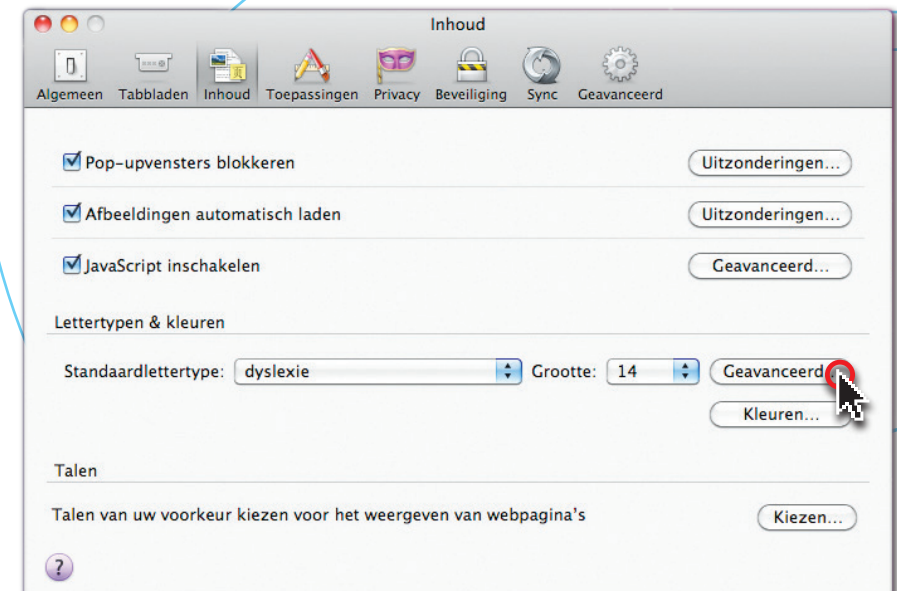 Inhoud
Algemeen Tabbladen Inhoud Toepassingen Privacy Beveiliging Sync Geavanceerd
Pop-upvensters blokkeren Uitzonderingen...
Afbeeldingen automatisch laden Uitzonderingen...
JavaScript inschakelen Geavanceerd...
Lettertypen & kleuren
Standaardlettertype: dyslexie Grootte: 14 Geavanceerd...
Kleuren...
Talen
Talen van uw voorkeur kiezen voor het weergeven van webpagina's Kiezen...
?